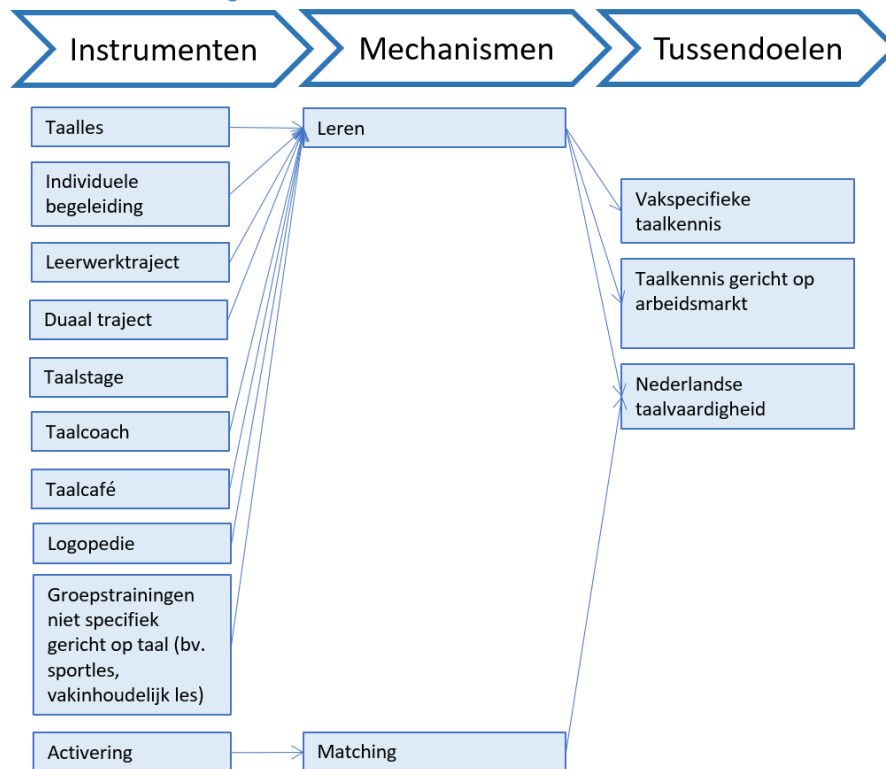 Instrumenten
Mechanismen
Tussendoelen
Taalles
Individuele
begeleiding
Leerwerktraject
Duaal traject
Taalstage
Taalcoach
Taalcafé
Logopedie
Groepstrainingen
niet specifiek
gericht op taal (bv.
sportles,
vakinhoudelijk les)
Activering
Leren
Matching
Vakspecifieke
taalkennis
Taalkennis gericht op
arbeidsmarkt
Nederlandse
taalvaardigheid